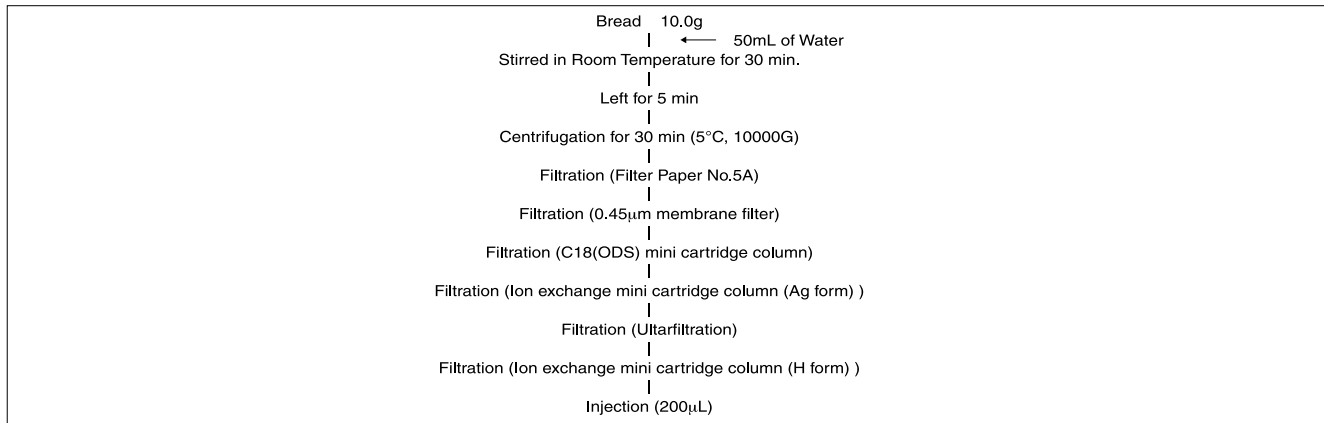 Bread 10.0g
← 50mL of Water
Stirred in Room Temperature for 30 min.
Left for 5 min
Centrifugation for 30 min (5°C, 10000G)
Filtration (Filter Paper No.5A)
Filtration (0.45μm membrane filter)
Filtration (C18(ODS) mini cartridge column)
Filtration (Ion exchange mini cartridge column (Ag form) )
Filtration (Ultarfiltration)
Filtration (Ion exchange mini cartridge column (H form) )
Injection (200μL)